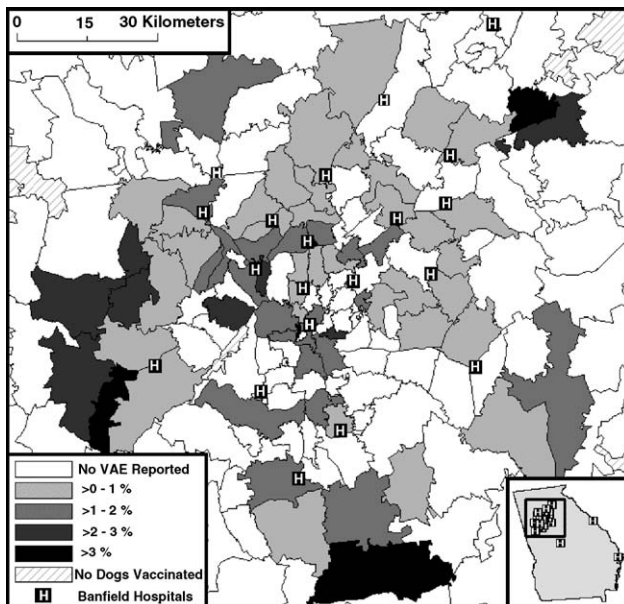 0 15 30 Kilometers
No VAE Reported
>0 - 1 %
>1 - 2 %
>2 - 3 %
>3 %
No Dogs Vaccinated
H Banfield Hospitals